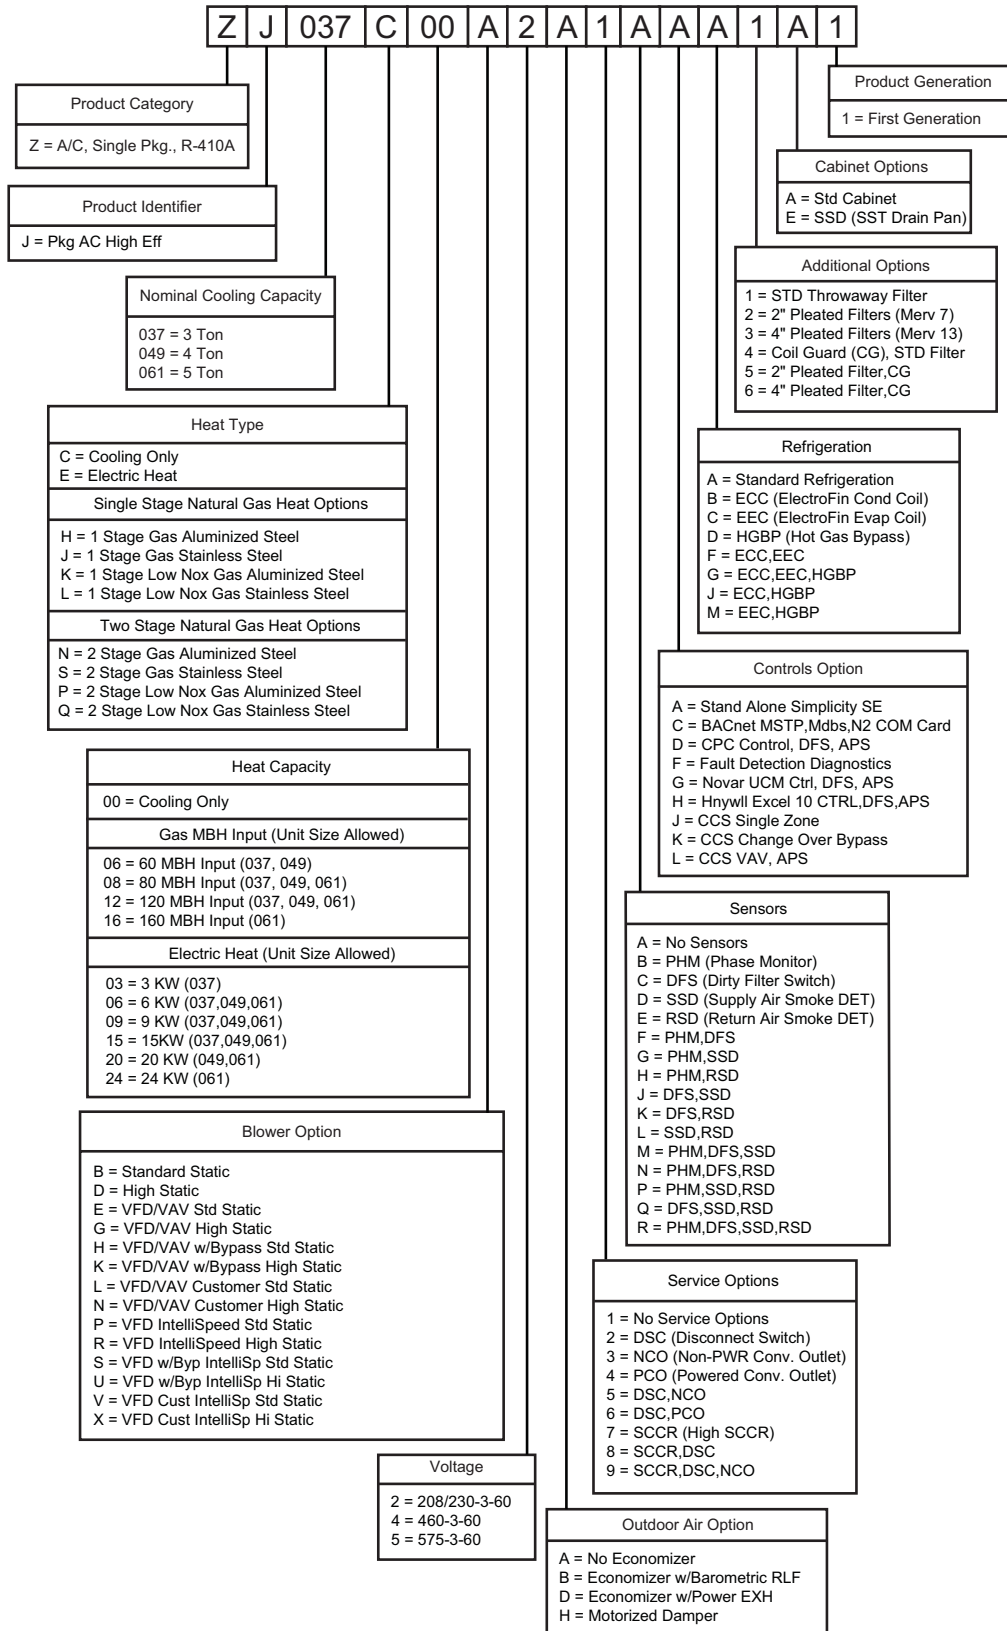 Z J 037 C 00 A 2 A 1 A A A 1 A 1
Product Category
Z = A/C, Single Pkg., R-410A
Product Identifier
J = Pkg AC High Eff
Nominal Cooling Capacity
037 = 3 Ton
049 = 4 Ton
061 = 5 Ton
Heat Type
C = Cooling Only
E = Electric Heat
Single Stage Natural Gas Heat Options
H = 1 Stage Gas Aluminized Steel
J = 1 Stage Gas Stainless Steel
K = 1 Stage Low Nox Gas Aluminized Steel
L = 1 Stage Low Nox Gas Stainless Steel
Two Stage Natural Gas Heat Options
N = 2 Stage Gas Aluminized Steel
S = 2 Stage Gas Stainless Steel
P = 2 Stage Low Nox Gas Aluminized Steel
Q = 2 Stage Low Nox Gas Stainless Steel
Heat Capacity
00 = Cooling Only
Gas MBH Input (Unit Size Allowed)
06 = 60 MBH Input (037, 049)
08 = 80 MBH Input (037, 049, 061)
12 = 120 MBH Input (037, 049, 061)
16 = 160 MBH Input (061)
Electric Heat (Unit Size Allowed)
03 = 3 KW (037)
06 = 6 KW (037,049,061)
09 = 9 KW (037,049,061)
15 = 15KW (037,049,061)
20 = 20 KW (049,061)
24 = 24 KW (061)
Blower Option
B = Standard Static
D = High Static
E = VFD/VAV Std Static
G = VFD/VAV High Static
H = VFD/VAV w/Bypass Std Static
K = VFD/VAV w/Bypass High Static
L = VFD/VAV Customer Std Static
N = VFD/VAV Customer High Static
P = VFD IntelliSpeed Std Static
R = VFD IntelliSpeed High Static
S = VFD w/Byp IntelliSp Std Static
U = VFD w/Byp IntelliSp Hi Static
V = VFD Cust IntelliSp Std Static
X = VFD Cust IntelliSp Hi Static
Voltage
2 = 208/230-3-60
4 = 460-3-60
5 = 575-3-60
Product Generation
1 = First Generation
Cabinet Options
A = Std Cabinet
E = SSD (SST Drain Pan)
Additional Options
1 = STD Throwaway Filter
2 = 2" Pleated Filters (Merv 7)
3 = 4" Pleated Filters (Merv 13)
4 = Coil Guard (CG), STD Filter
5 = 2" Pleated Filter,CG
6 = 4" Pleated Filter,CG
Refrigeration
A = Standard Refrigeration
B = ECC (ElectroFin Cond Coil)
C = EEC (ElectroFin Evap Coil)
D = HGBP (Hot Gas Bypass)
F = ECC,EEC
G = ECC,EEC,HGBP
J = ECC,HGBP
M = EEC,HGBP
Controls Option
A = Stand Alone Simplicity SE
C = BACnet MSTP,Mdbs,N2 COM Card
D = CPC Control, DFS, APS
F = Fault Detection Diagnostics
G = Novar UCM Ctrl, DFS, APS
H = Hnywll Excel 10 CTRL,DFS,APS
J = CCS Single Zone
K = CCS Change Over Bypass
L = CCS VAV, APS
Sensors
A = No Sensors
B = PHM (Phase Monitor)
C = DFS (Dirty Filter Switch)
D = SSD (Supply Air Smoke DET)
E = RSD (Return Air Smoke DET)
F = PHM,DFS
G = PHM,SSD
H = PHM,RSD
J = DFS,SSD
K = DFS,RSD
L = SSD,RSD
M = PHM,DFS,SSD
N = PHM,DFS,RSD
P = PHM,SSD,RSD
Q = DFS,SSD,RSD
R = PHM,DFS,SSD,RSD
Service Options
1 = No Service Options
2 = DSC (Disconnect Switch)
3 = NCO (Non-PWR Conv. Outlet)
4 = PCO (Powered Conv. Outlet)
5 = DSC,NCO
6 = DSC,PCO
7 = SCCR (High SCCR)
8 = SCCR,DSC
9 = SCCR,DSC,NCO
Outdoor Air Option
A = No Economizer
B = Economizer w/Barometric RLF
D = Economizer w/Power EXH
H = Motorized Damper